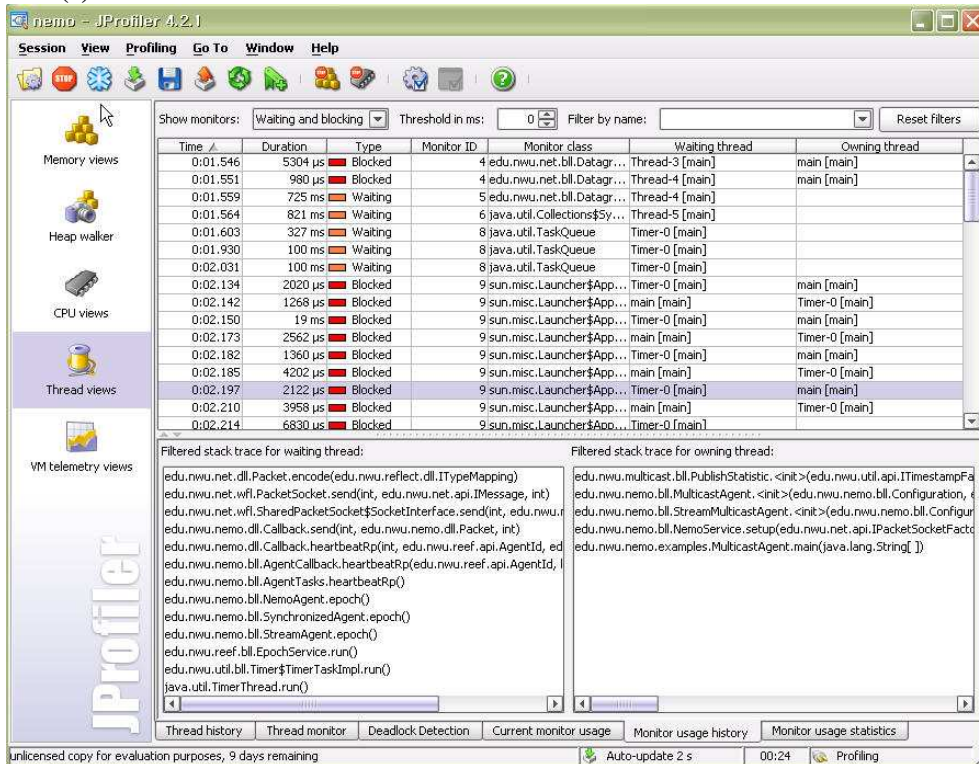 nemo - JProfiler 4.2.1
Session View Profiling Go To Window Help
STOP
Show monitors: Waiting and blocking Threshold in ms: 0 Filter by name: Reset filters
Memory views
Heap walker
CPU views
Thread views
VM telemetry views
JProfiler
Time Duration Type Monitor ID Monitor class Waiting thread Owning thread
0:01.546 5304 µs Blocked 4 edu.nwu.net.bll.Datagr... Thread-3 [main] main [main]
0:01.551 980 µs Blocked 4 edu.nwu.net.bll.Datagr... Thread-4 [main] main [main]
0:01.559 725 ms Waiting 5 edu.nwu.net.bll.Datagr... Thread-4 [main]
0:01.564 821 ms Waiting 6 java.util.Collections$Sy... Thread-5 [main]
0:01.603 327 ms Waiting 8 java.util.TaskQueue Timer-0 [main]
0:01.930 100 ms Waiting 8 java.util.TaskQueue Timer-0 [main]
0:02.031 100 ms Waiting 8 java.util.TaskQueue Timer-0 [main]
0:02.134 2020 µs Blocked 9 sun.misc.Launcher$App... Timer-0 [main] main [main]
0:02.142 1268 µs Blocked 9 sun.misc.Launcher$App... main [main] Timer-0 [main]
0:02.150 19 ms Blocked 9 sun.misc.Launcher$App... Timer-0 [main] main [main]
0:02.173 2562 µs Blocked 9 sun.misc.Launcher$App... main [main] Timer-0 [main]
0:02.182 1360 µs Blocked 9 sun.misc.Launcher$App... Timer-0 [main] main [main]
0:02.185 4202 µs Blocked 9 sun.misc.Launcher$App... main [main] Timer-0 [main]
0:02.197 2122 µs Blocked 9 sun.misc.Launcher$App... Timer-0 [main] main [main]
0:02.210 3958 µs Blocked 9 sun.misc.Launcher$App... main [main] Timer-0 [main]
0:02.214 6830 µs Blocked 9 sun.misc.Launcher$App... Timer-0 [main] main [main]
Filtered stack trace for waiting thread:
edu.nwu.net.dll.Packet.encode(edu.nwu.reflect.dll.ITypeMapping)
edu.nwu.net.wfl.PacketSocket.send(int, edu.nwu.net.api.IMessage, int)
edu.nwu.net.wfl.SharedPacketSocket$SocketInterface.send(int, edu.nwu.r
edu.nwu.nemo.dll.Callback.send(int, edu.nwu.nemo.dll.Packet, int)
edu.nwu.nemo.dll.Callback.heartbeatRp(int, edu.nwu.reef.api.AgentId, ed
edu.nwu.nemo.bll.AgentCallback.heartbeatRp(edu.nwu.reef.api.AgentId,
edu.nwu.nemo.bll.AgentTasks.heartbeatRp()
edu.nwu.nemo.bll.NemoAgent.epoch()
edu.nwu.nemo.bll.SynchronizedAgent.epoch()
edu.nwu.nemo.bll.StreamAgent.epoch()
edu.nwu.reef.bll.EpochService.run()
edu.nwu.util.bll.Timer$TimerTaskImpl.run()
java.util.TimerThread.run()
Filtered stack trace for owning thread:
edu.nwu.multicast.bll.PublishStatistic.<init>(edu.nwu.util.api.ITimestampFa
edu.nwu.nemo.bll.MulticastAgent.<init>(edu.nwu.nemo.bll.Configuration, e
edu.nwu.nemo.bll.StreamMulticastAgent.<init>(edu.nwu.nemo.bll.Configur
edu.nwu.nemo.bll.NemoService.setup(edu.nwu.net.api.IPacketSocketFacto
edu.nwu.nemo.examples.MulticastAgent.main(java.lang.String[ ])
Thread history Thread monitor Deadlock Detection Current monitor usage Monitor usage history Monitor usage statistics
unlicensed copy for evaluation purposes, 9 days remaining Auto-update 2 s 00:24 Profiling